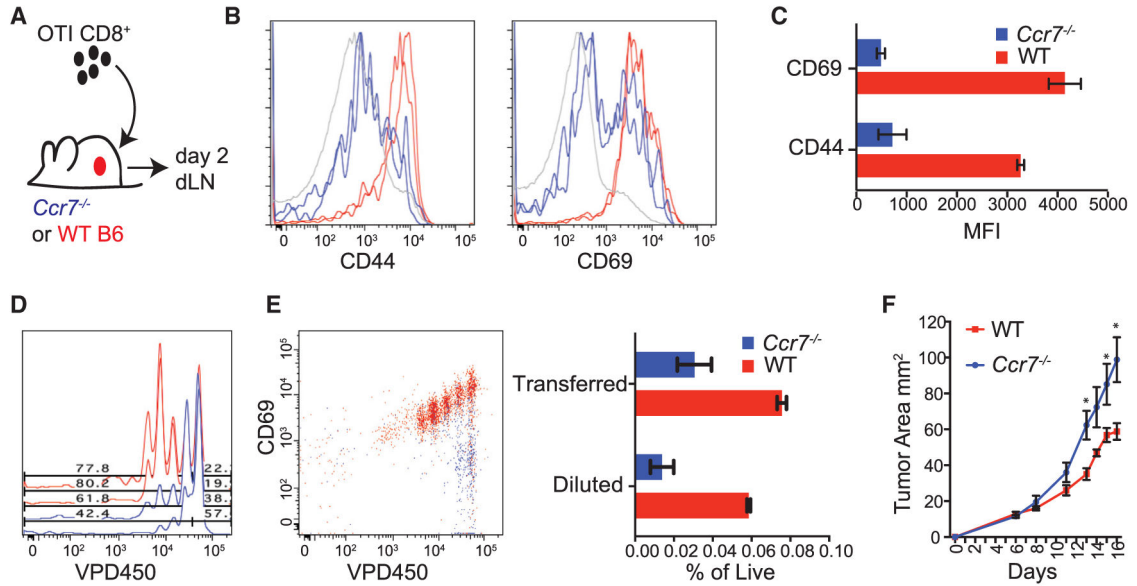 A
OTI CD8+
day 2
dLN
Ccr7-/-
or WT B6
B
0 10² 10³ 10⁴ 10⁵
CD44
0 10² 10³ 10⁴ 10⁵
CD69
C
Ccr7-/-
WT
CD69
CD44
0 1000 2000 3000 4000 5000
MFI
D
77.8 22.
80.2 19.
61.8 38.
42.4 57.
0 10² 10³ 10⁴ 10⁵
VPD450
E
10⁵
10⁴
10³
10²
0
CD69
0 10² 10³ 10⁴ 10⁵
VPD450
Ccr7-/-
WT
Transferred
Diluted
0.00 0.02 0.04 0.06 0.08 0.10
% of Live
F
WT
Ccr7-/-
Tumor Area mm²
120
100
80
60
40
20
0
* * *
0 2 4 6 8 10 12 14 16
Days